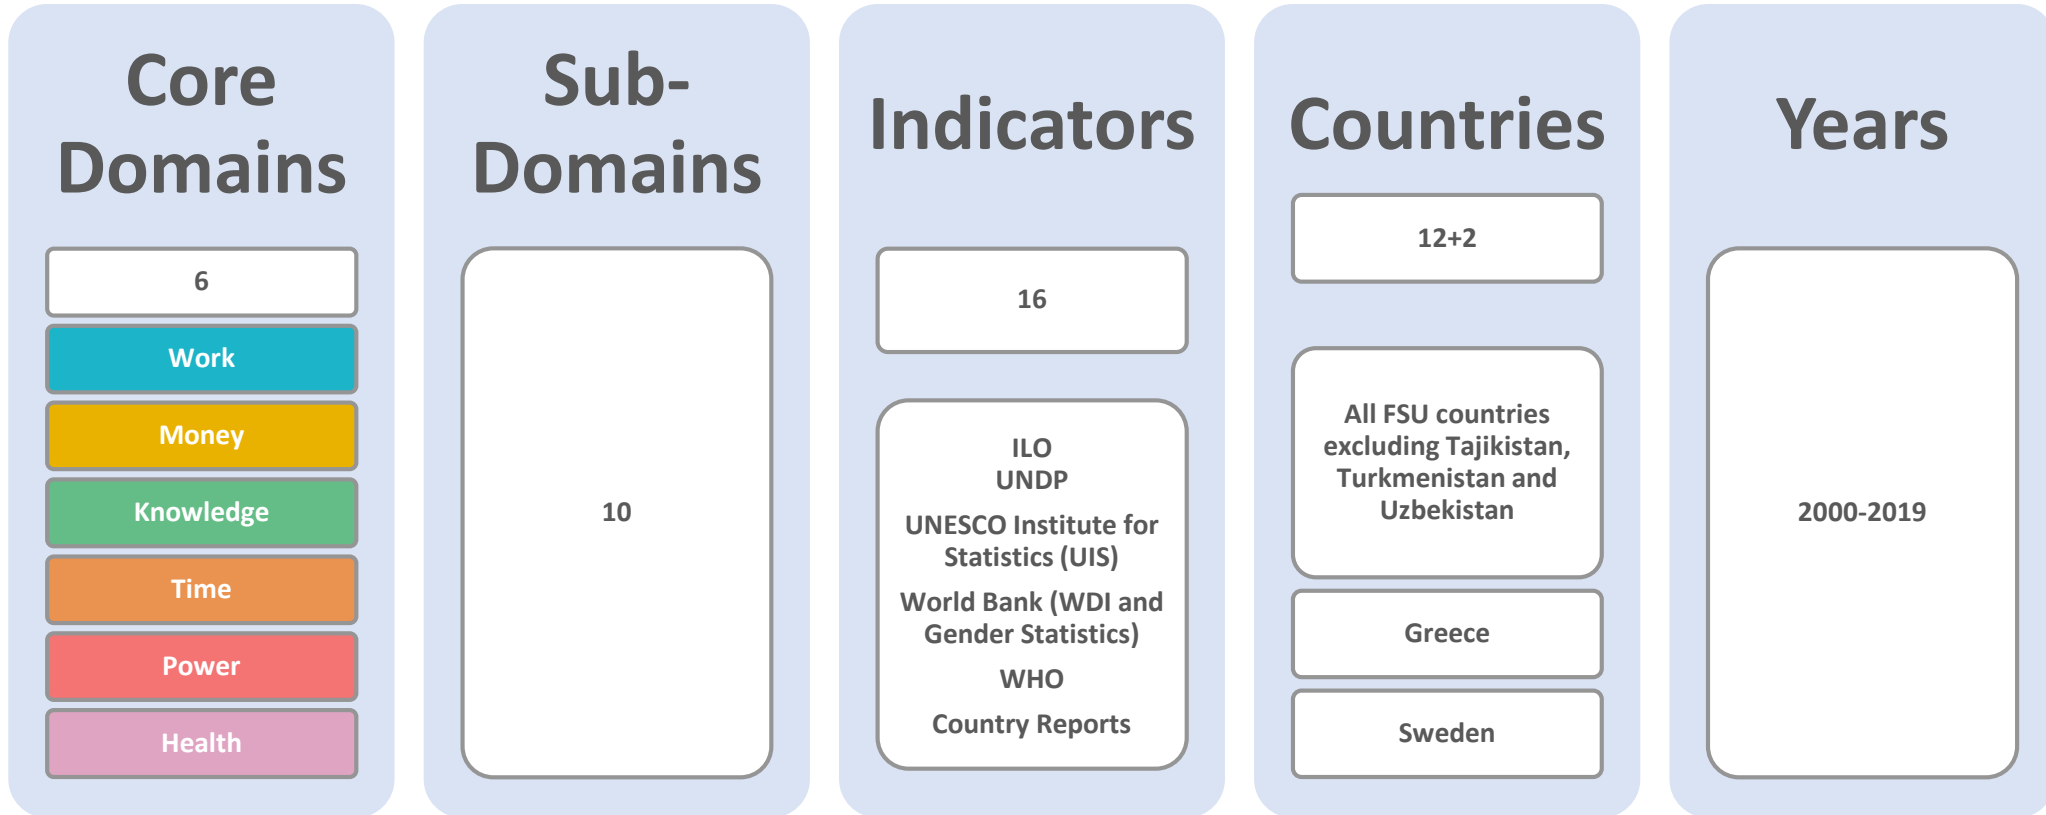 Core
Domains
6
Work
Money
Knowledge
Time
Power
Health
Sub-
Domains
10
Indicators
16
ILO
UNDP
UNESCO Institute for
Statistics (UIS)
World Bank (WDI and
Gender Statistics)
WHO
Country Reports
Countries
12+2
All FSU countries
excluding Tajikistan,
Turkmenistan and
Uzbekistan
Greece
Sweden
Years
2000-2019